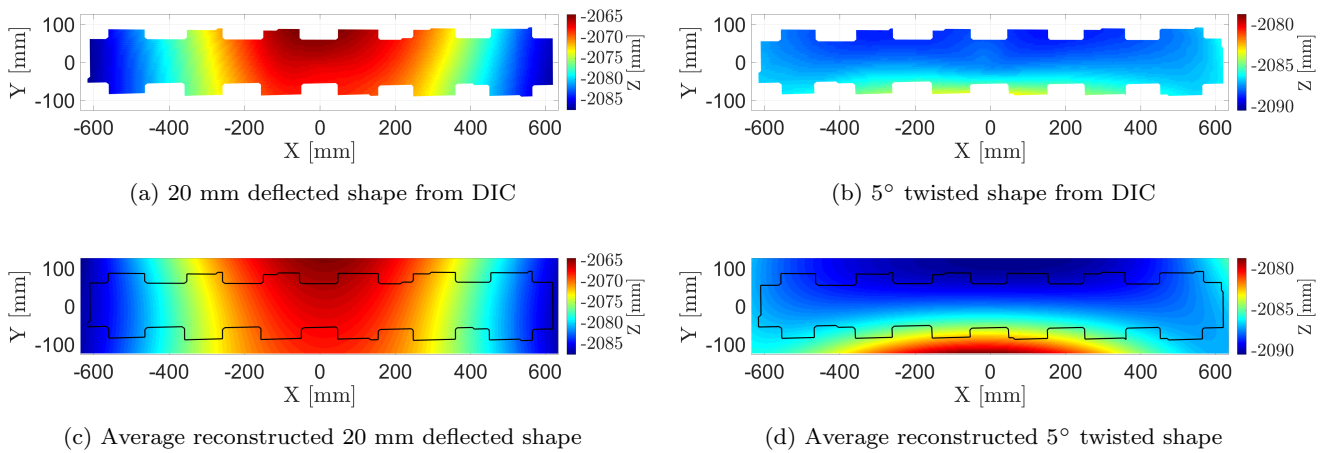 100
0
-100
Y [mm]
-600 -400 -200 0 200 400 600
X [mm]
-2065
-2070
-2075
-2080
-2085
Z [mm]
(a) 20 mm deflected shape from DIC
100
0
-100
Y [mm]
-600 -400 -200 0 200 400 600
X [mm]
-2080
-2085
-2090
Z [mm]
(b) 5° twisted shape from DIC
100
0
-100
Y [mm]
-600 -400 -200 0 200 400 600
X [mm]
-2065
-2070
-2075
-2080
-2085
Z [mm]
(c) Average reconstructed 20 mm deflected shape
100
0
-100
Y [mm]
-600 -400 -200 0 200 400 600
X [mm]
-2080
-2085
-2090
Z [mm]
(d) Average reconstructed 5° twisted shape